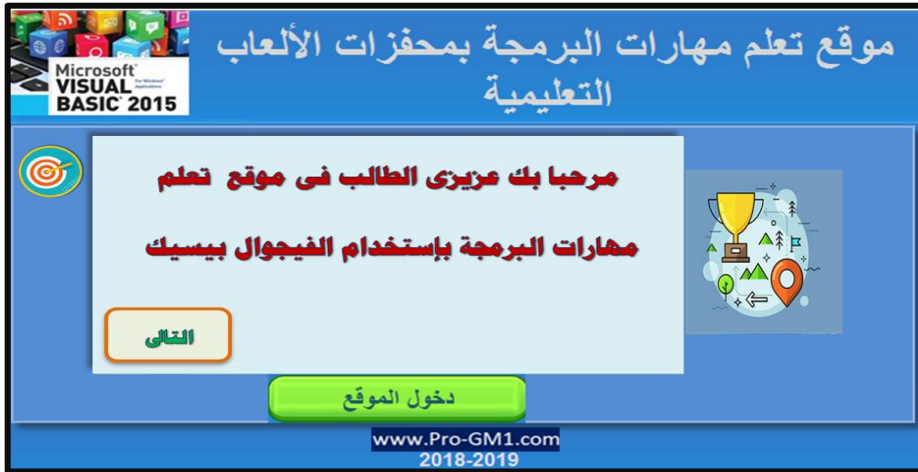 موقع تعلم مهارات البرمجة بمحفزات الألعاب
التعليمية
Microsoft
VISUAL
BASIC 2015
مرحبا بك عزيزى الطالب فى موقع تعلم
مهارات البرمجة بإستخدام الفيجوال بيسيك
التالى
دخول الموقع
www.Pro-GM1.com
2018-2019